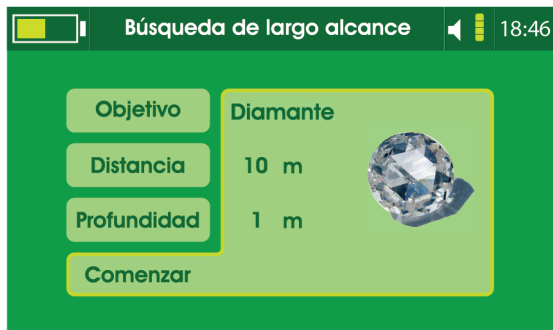 Búsqueda de largo alcance 18:46
Objetivo Diamante
Distancia 10 m
Profundidad 1 m
Comenzar